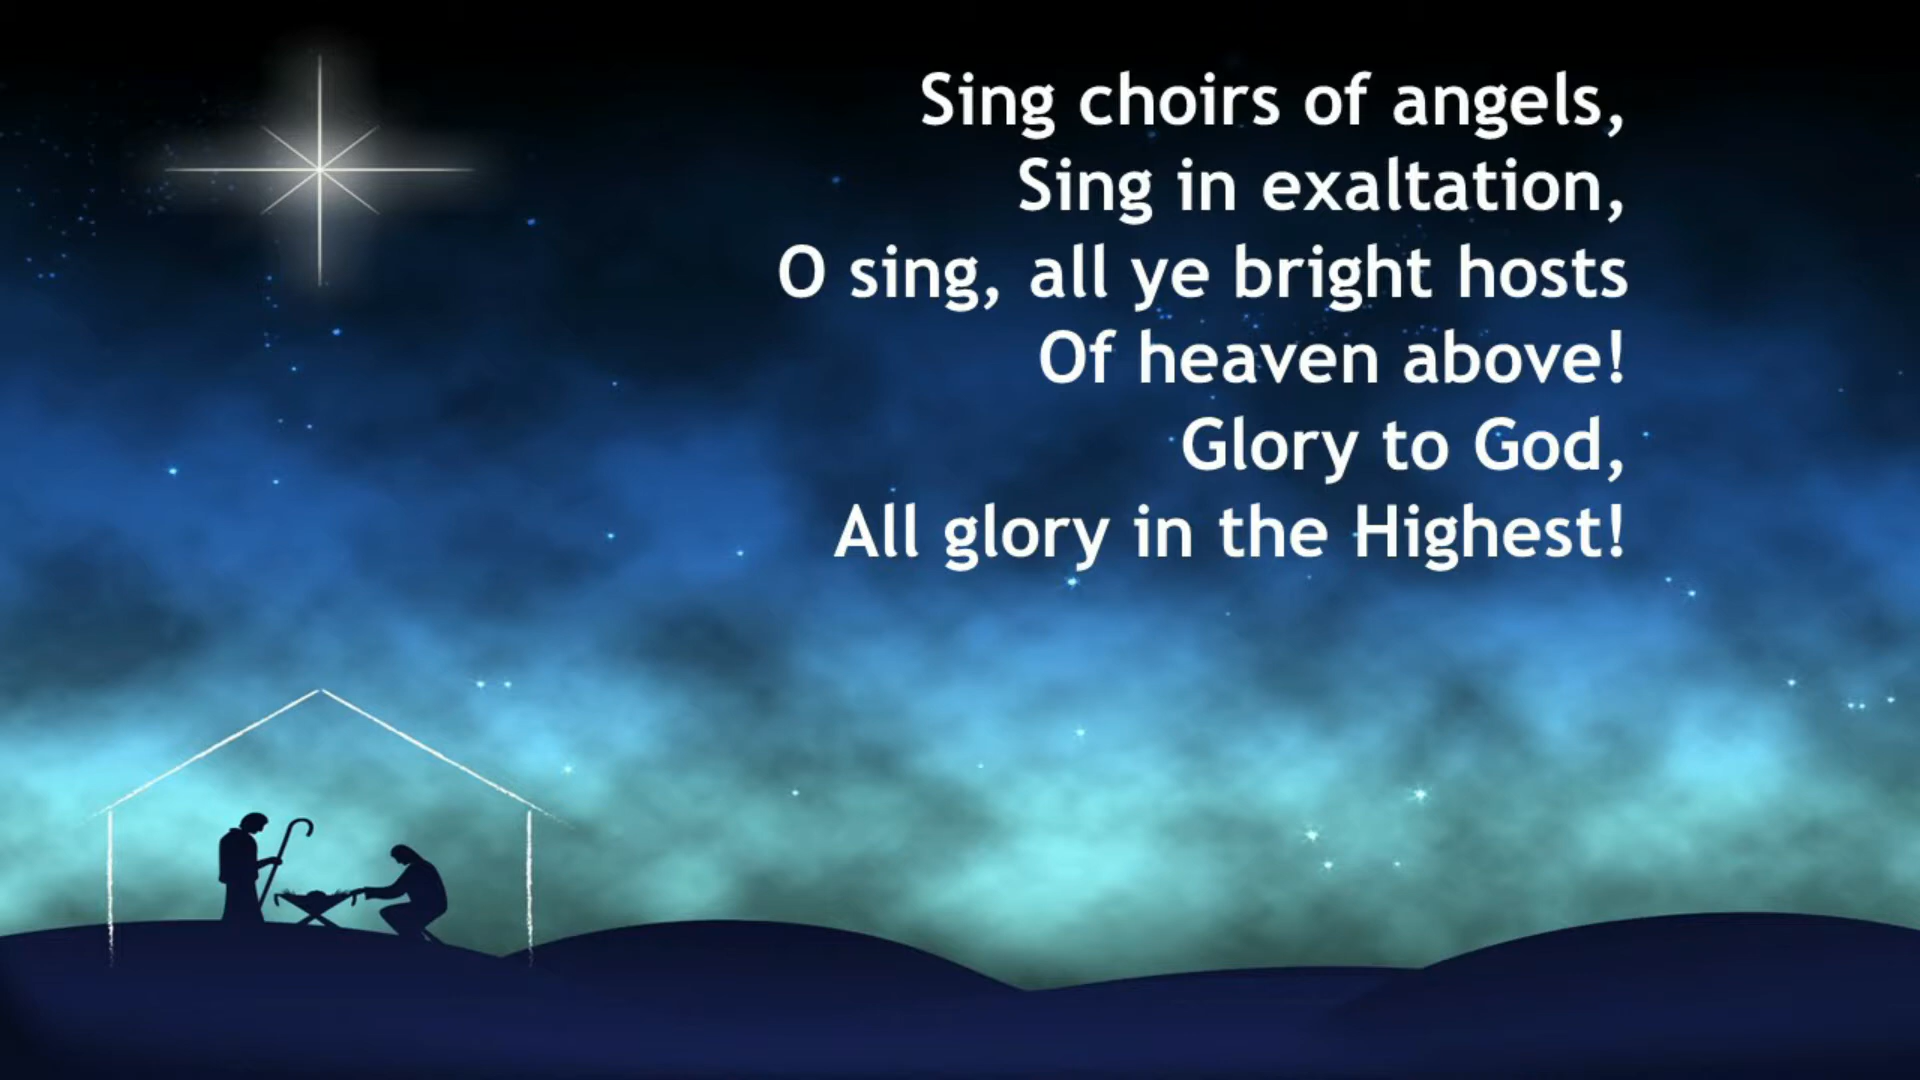 Sing choirs of angels,
Sing in exaltation,
O sing, all ye bright hosts
Of heaven above!
Glory to God,
All glory in the Highest!